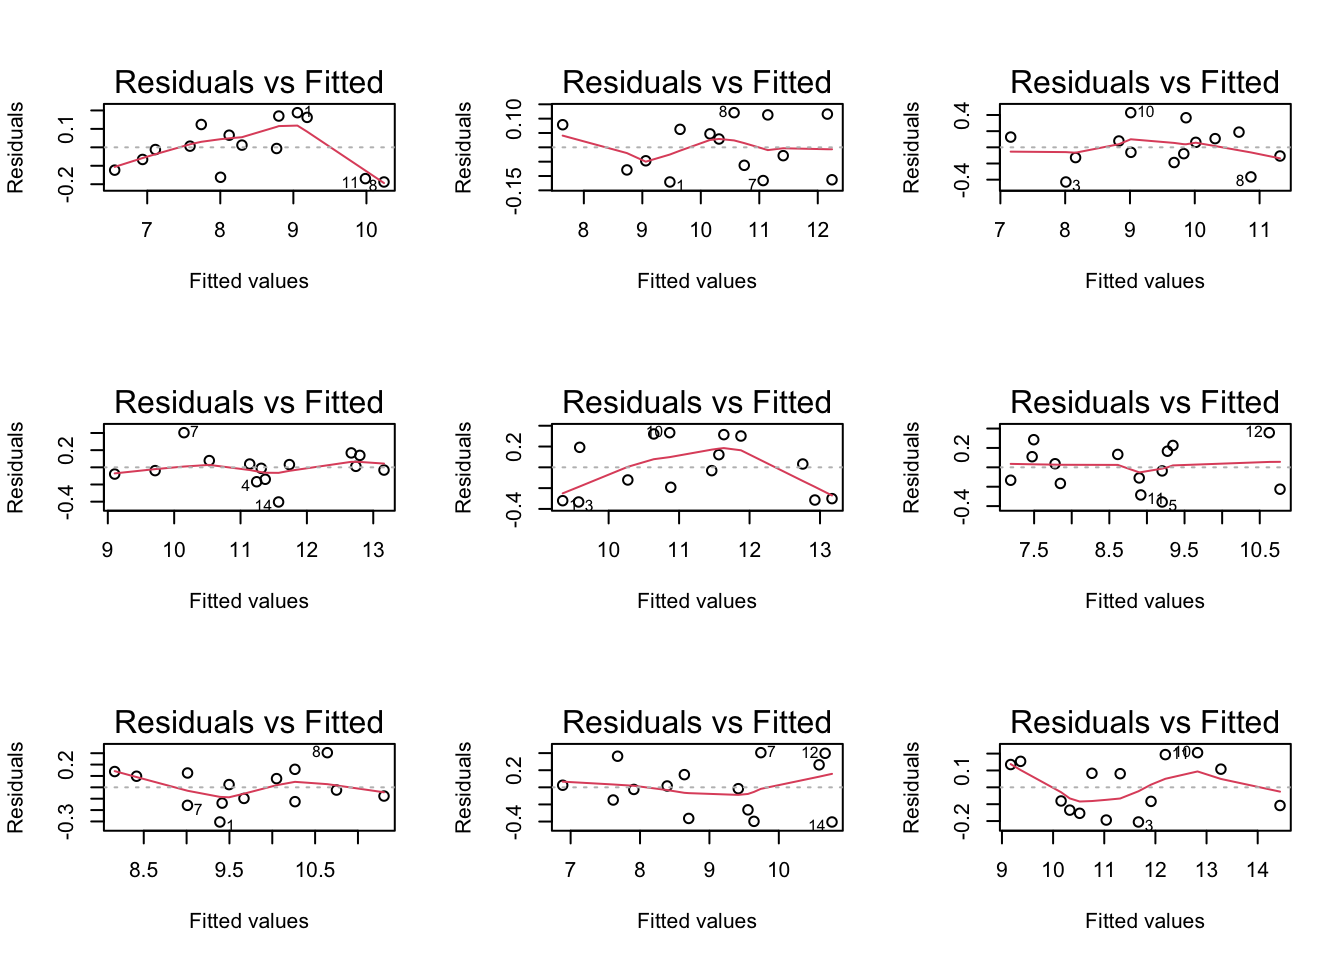 Residuals vs Fitted
Residuals
0.1
-0.2
1
11
8
7 8 9 10
Fitted values
Residuals vs Fitted
Residuals
0.10
-0.15
8
1
7
8 9 10 11 12
Fitted values
Residuals vs Fitted
Residuals
0.4
-0.4
10
3
8
7 8 9 10 11
Fitted values
Residuals vs Fitted
Residuals
0.2
-0.4
7
4
14
9 10 11 12 13
Fitted values
Residuals vs Fitted
Residuals
0.2
-0.4
10
3
10 11 12 13
Fitted values
Residuals vs Fitted
Residuals
0.2
-0.4
12
11
5
7.5 8.5 9.5 10.5
Fitted values
Residuals vs Fitted
Residuals
0.2
-0.3
8
7
1
8.5 9.5 10.5
Fitted values
Residuals vs Fitted
Residuals
0.2
-0.4
7
12
14
7 8 9 10
Fitted values
Residuals vs Fitted
Residuals
0.1
-0.2
10
3
9 10 11 12 13 14
Fitted values